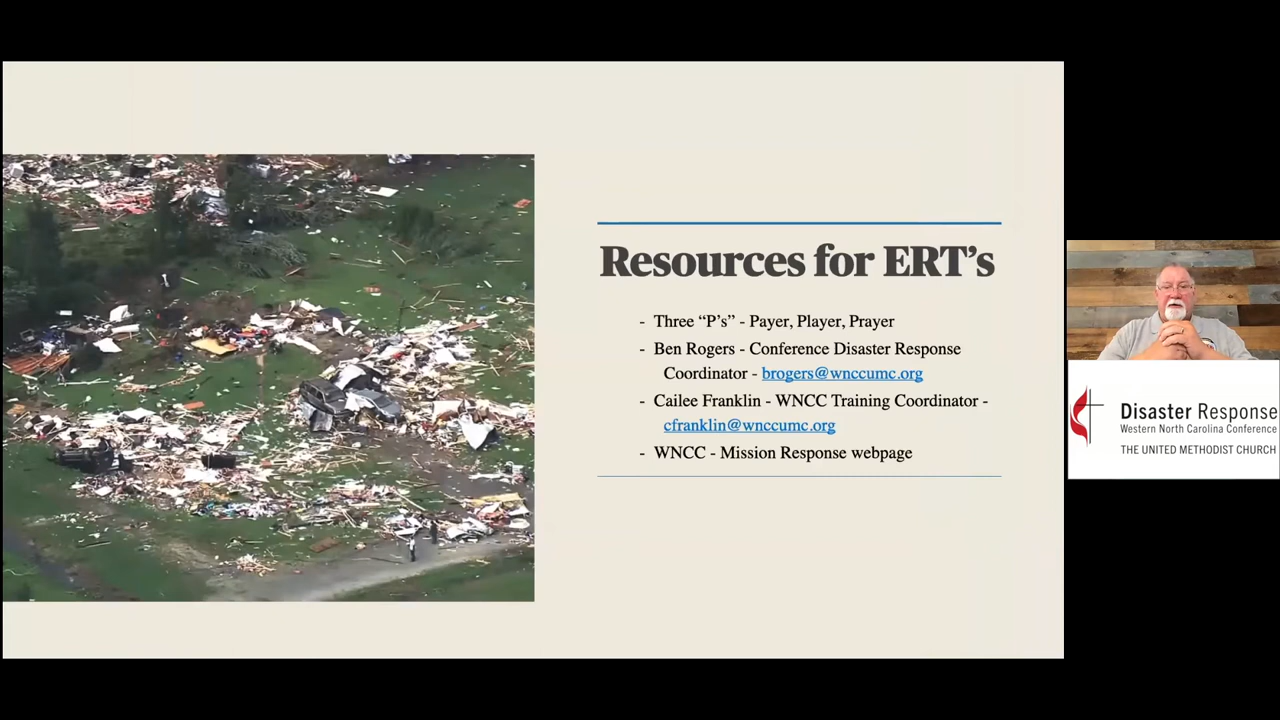 Resources for ERT’s
- Three “P’s” - Payer, Player, Prayer
- Ben Rogers - Conference Disaster Response
Coordinator - brogers@wnccumc.org
- Cailee Franklin - WNCC Training Coordinator -
cfranklin@wnccumc.org
- WNCC - Mission Response webpage
Disaster Response
Western North Carolina Conference
THE UNITED METHODIST CHURCH